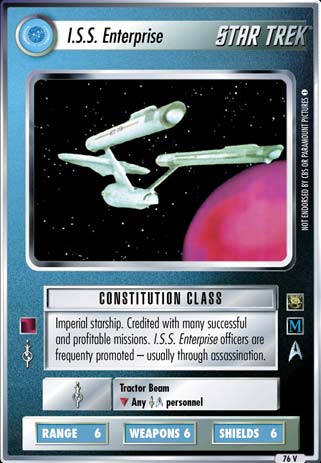 I.S.S. Enterprise
STAR TREK
NOT ENDORSED BY CBS OR PARAMOUNT PICTURES
CONSTITUTION CLASS
Imperial starship. Credited with many successful
and profitable missions. I.S.S. Enterprise officers are
frequently promoted – usually through assassination.
M
Tractor Beam
Any personnel
RANGE 6 WEAPONS 6 SHIELDS 6
76 V